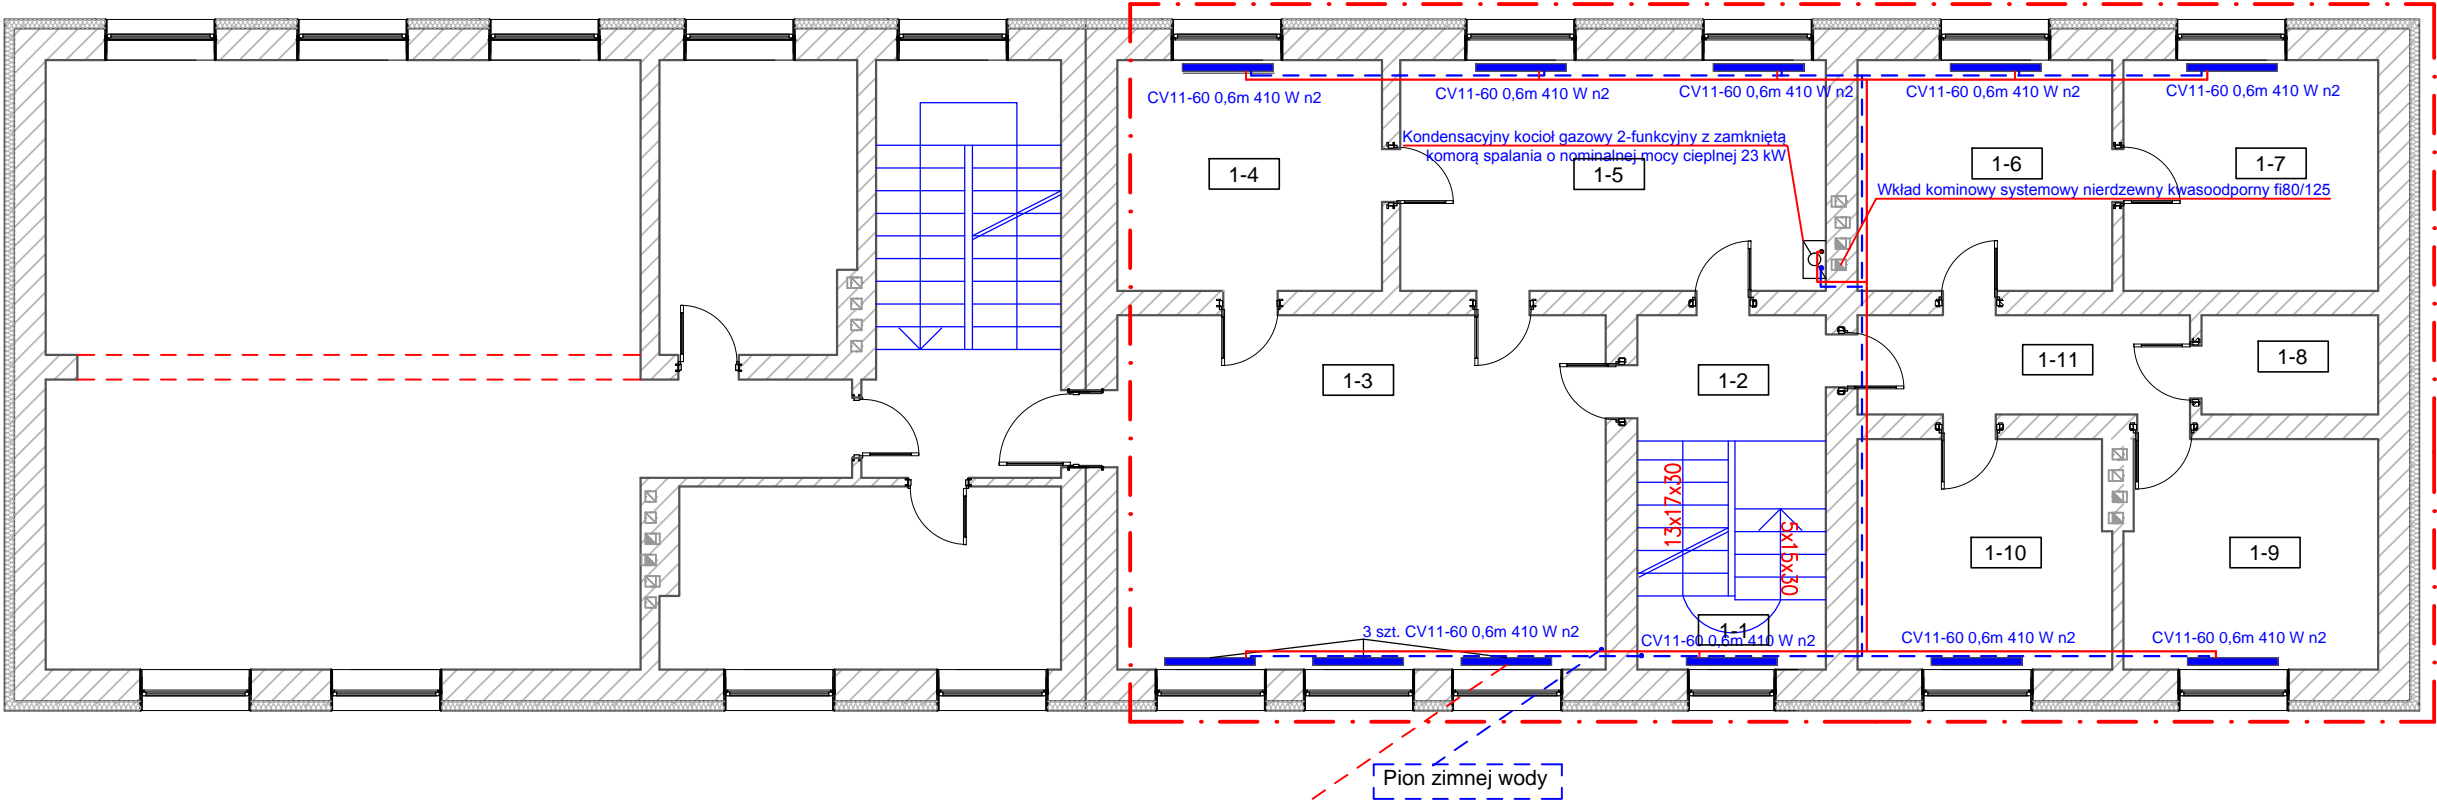 CV11-60 0,6m 410 W n2
CV11-60 0,6m 410 W n2
CV11-60 0,6m 410 W n2
CV11-60 0,6m 410 W n2
CV11-60 0,6m 410 W n2
Kondensacyjny kocioł gazowy 2-funkcyjny z zamkniętą
komorą spalania o nominalnej mocy cieplnej 23 kW
1-4
1-5
1-6
1-7
Wkład kominowy systemowy nierdzewny kwasoodporny fi80/125
1-3
1-2
1-11
1-8
13x17x30
5x15x30
1-10
1-9
1-1
3 szt. CV11-60 0,6m 410 W n2
CV11-60 0,6m 410 W n2
CV11-60 0,6m 410 W n2
CV11-60 0,6m 410 W n2
Pion zimnej wody